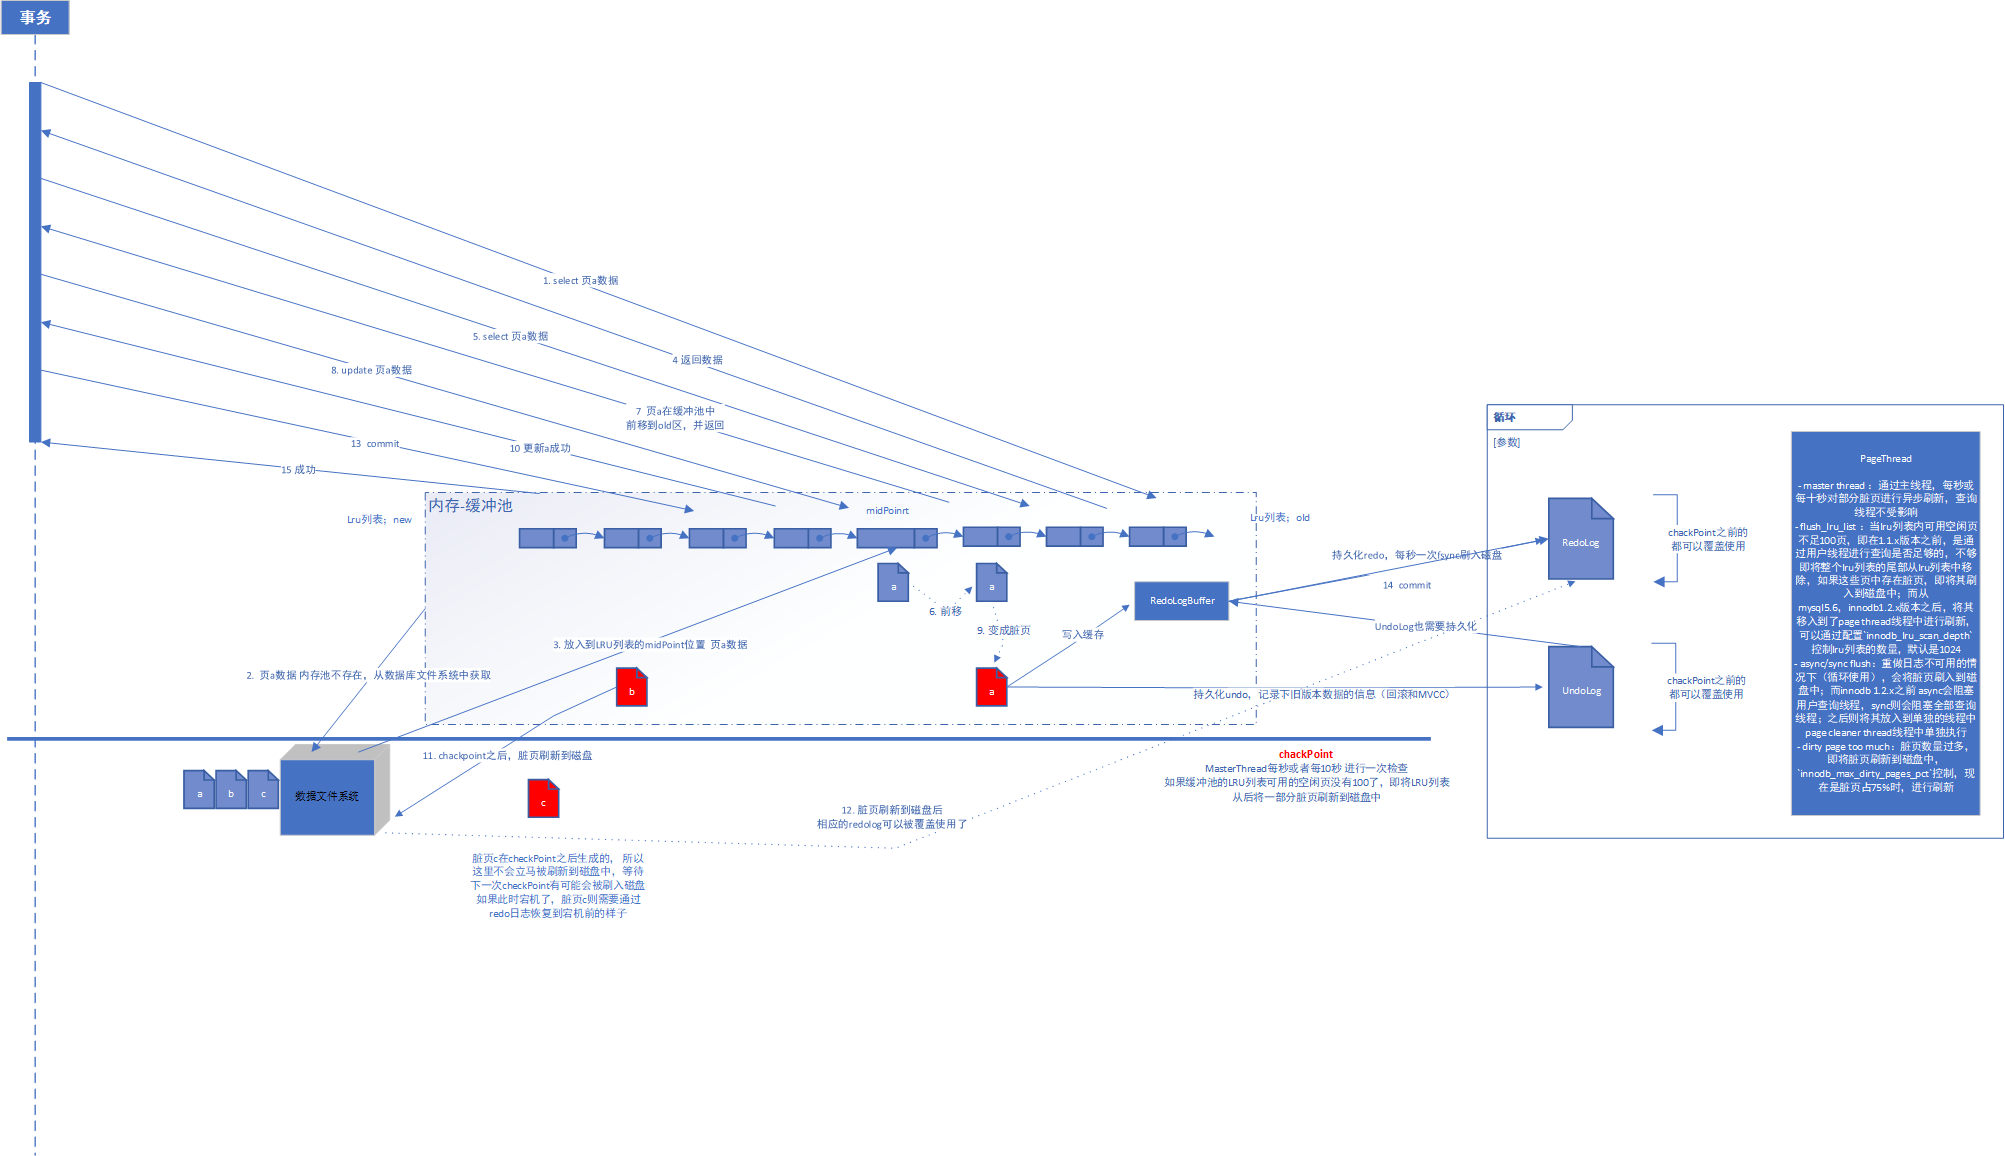 事务
1. select 页a数据
5. select 页a数据
4 返回数据
8. update 页a数据
7 页a在缓冲池中
前移到old区，并返回
13 commit
10 更新a成功
15 成功
内存-缓冲池
Lru列表；new
midPoinrt
Lru列表；old
a
a
6. 前移
9. 变成脏页
3. 放入到LRU列表的midPoint位置 页a数据
2. 页a数据 内存池不存在，从数据库文件系统中获取
b
a
写入缓存
RedoLogBuffer
持久化redo，每秒一次fsync刷入磁盘
14 commit
UndoLog也需要持久化
持久化undo，记录下旧版本数据的信息（回滚和MVCC）
循环
[参数]
RedoLog
chackPoint之前的
都可以覆盖使用
UndoLog
chackPoint之前的
都可以覆盖使用
PageThread
- master thread：通过主线程，每秒或
每十秒对部分脏页进行异步刷新，查询
线程不受影响
- flush_lru_list：当lru列表内可用空闲页
不足100页，即在1.1.x版本之前，是通
过用户线程进行查询是否足够的，不够
即将整个lru列表的尾部从lru列表中移
除，如果这些页中存在脏页，即将其刷
入到磁盘中；而从
mysql5.6，innodb1.2.x版本之后，将其
移入到了page thread线程中进行刷新，
可以通过配置`innodb_lru_scan_depth`
控制lru列表的数量，默认是1024
- async/sync flush：重做日志不可用的情
况下（循环使用），会将脏页刷入到磁
盘中；而innodb 1.2.x之前 async会阻塞
用户查询线程，sync则会阻塞全部查询
线程；之后则将其放入到单独的线程中
page cleaner thread线程中单独执行
- dirty page too much：脏页数量过多，
即将脏页刷新到磁盘中，
`innodb_max_dirty_pages_pct`控制，现
在是脏页占75%时，进行刷新
11. chackpoint之后，脏页刷新到磁盘
chackPoint
MasterThread每秒或者每10秒 进行一次检查
如果缓冲池的LRU列表可用的空闲页没有100了，即将LRU列表
从后将一部分脏页刷新到磁盘中
a
b
c
数据文件系统
c
12. 脏页刷新到磁盘后
相应的redolog可以被覆盖使用了
脏页c在checkPoint之后生成的，所以
这里不会立马被刷新到磁盘中，等待
下一次checkPoint有可能会被刷入磁盘
如果此时宕机了，脏页c则需要通过
redo日志恢复到宕机前的样子